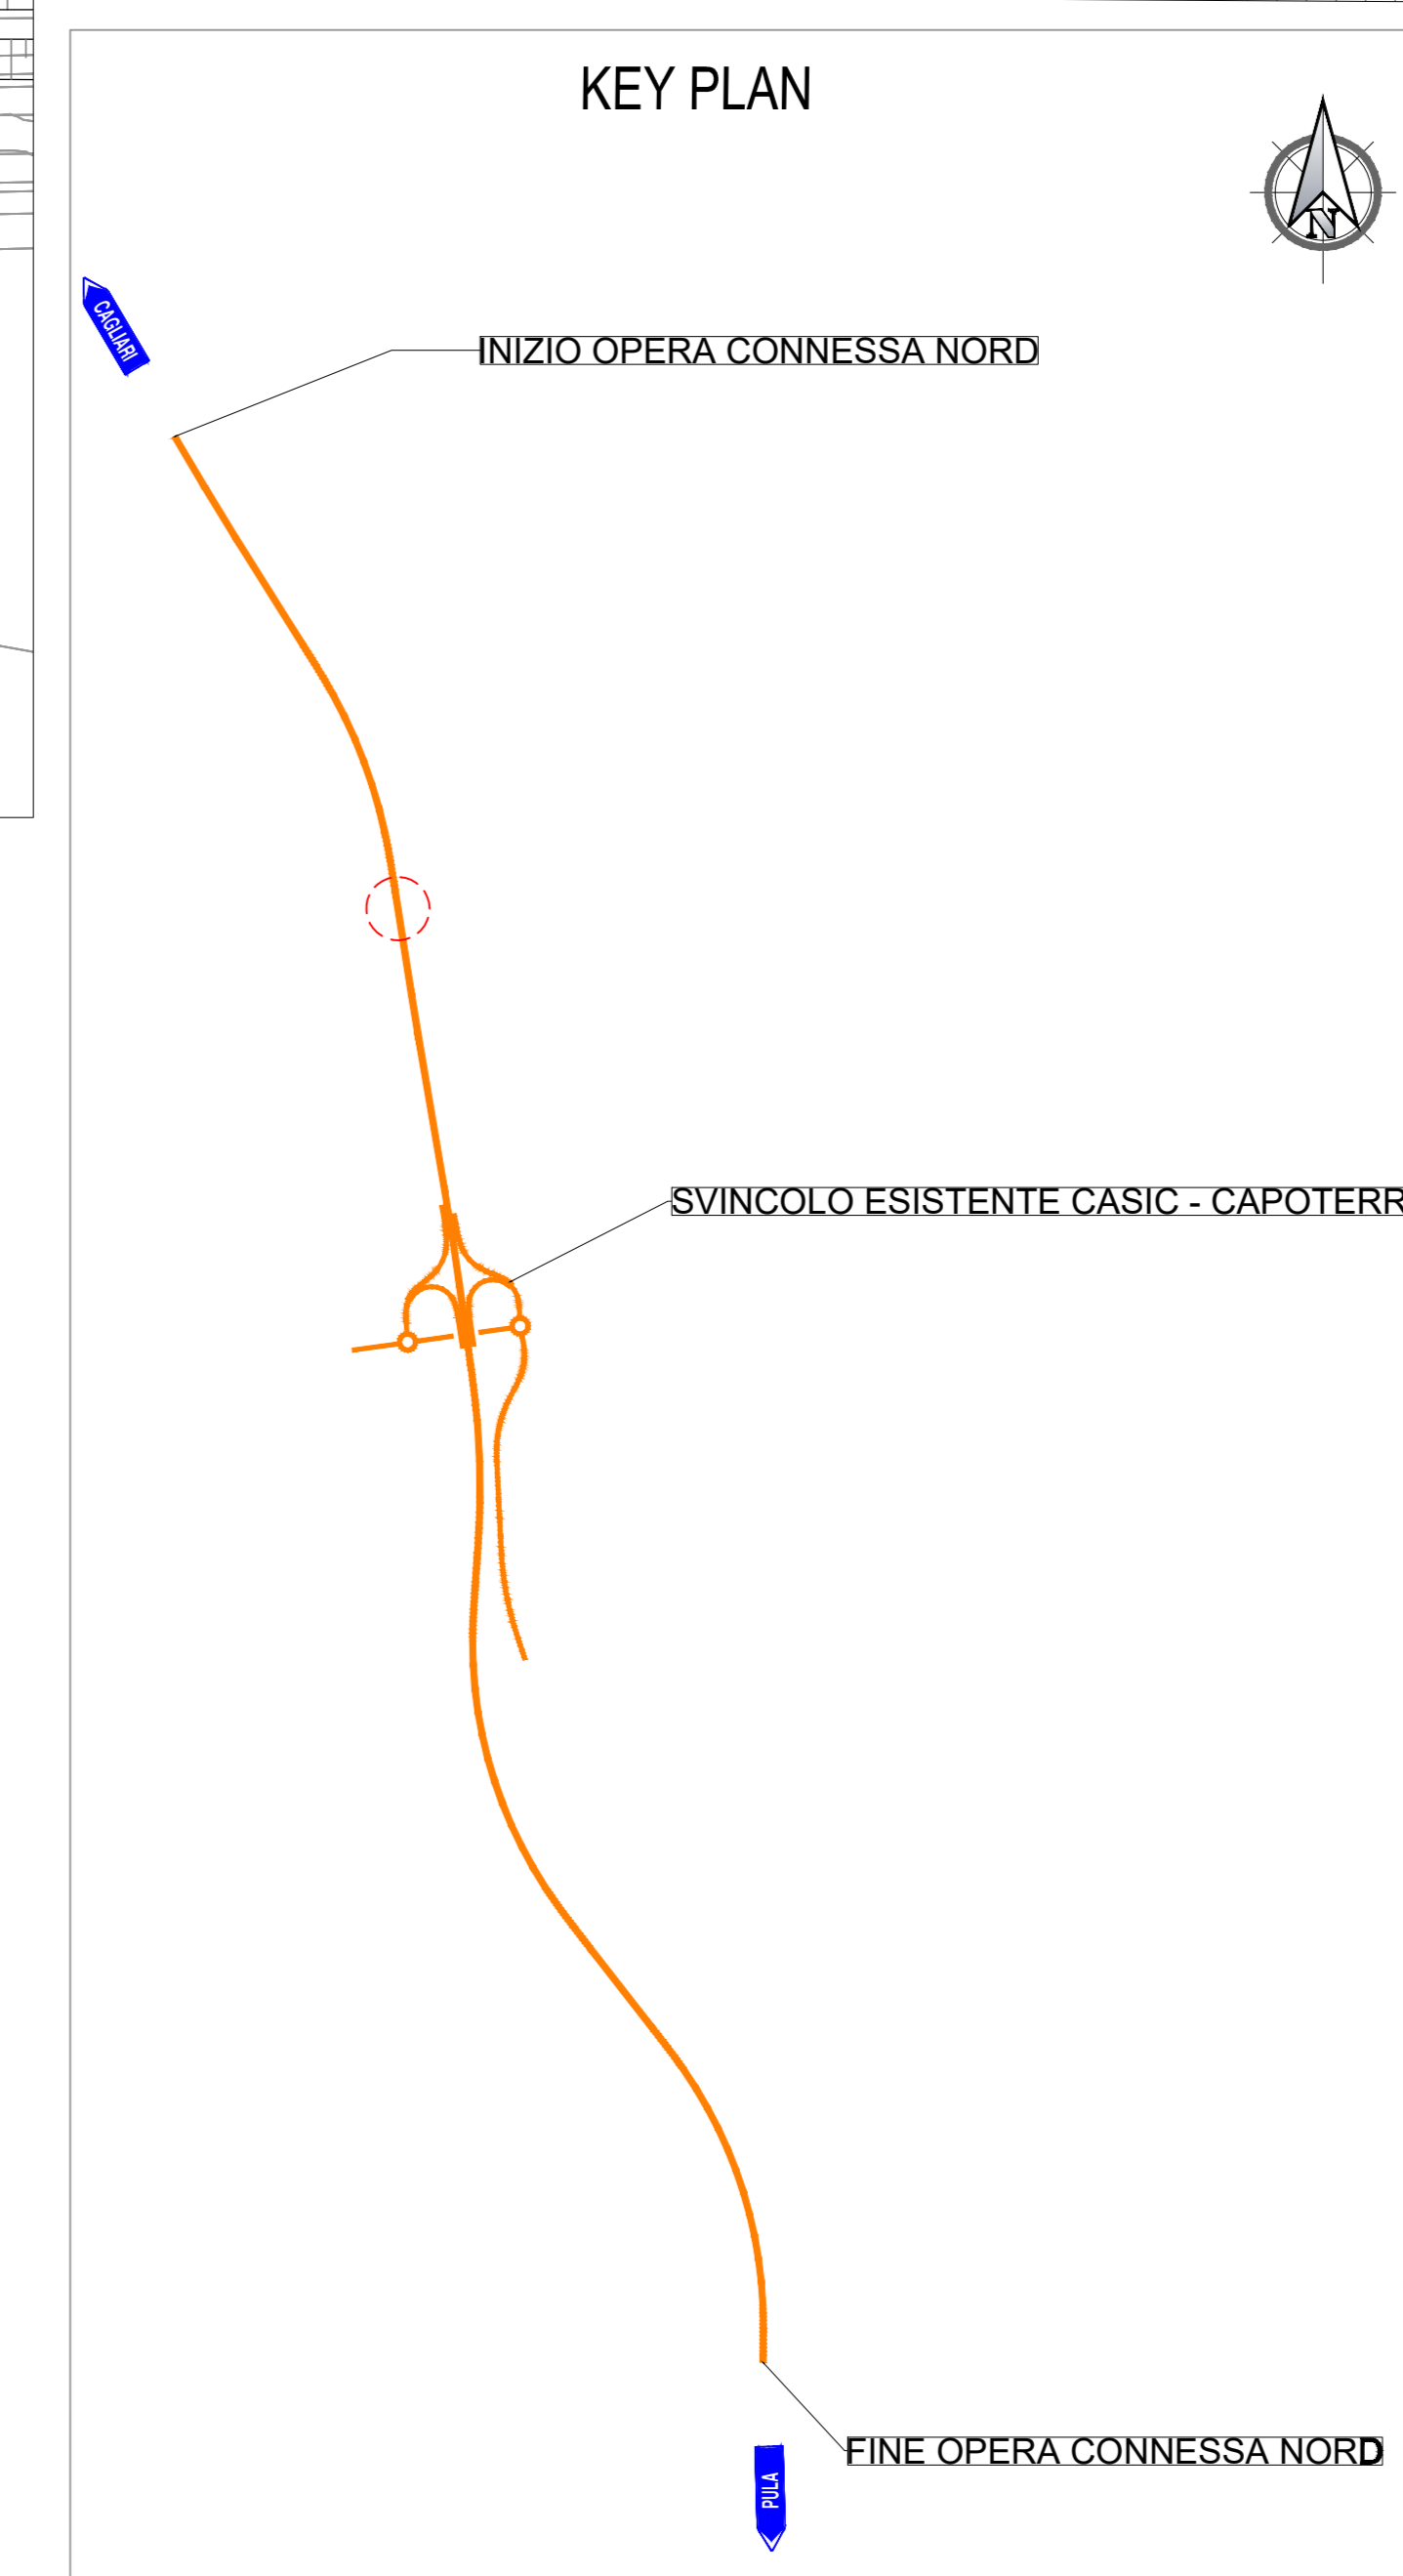 KEY PLAN
N
CAGLIARI
INIZIO OPERA CONNESSA NORD
SVINCOLO ESISTENTE CASIC - CAPOTERR
FINE OPERA CONNESSA NORD
PULA